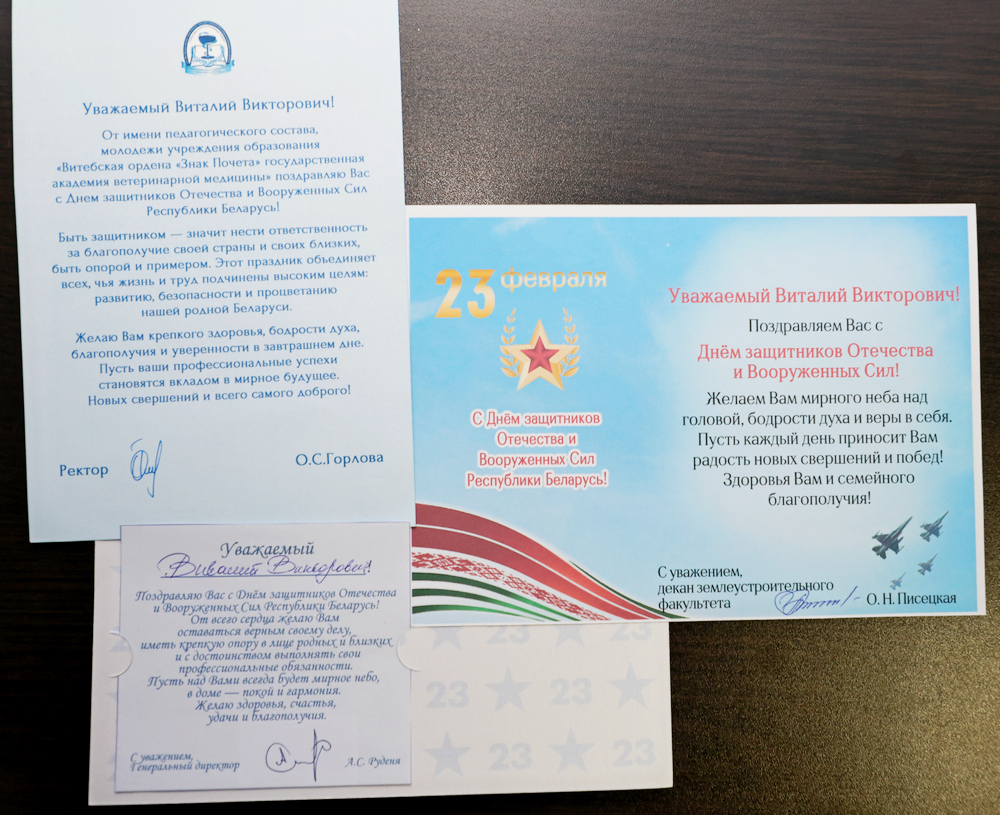 Уважаемый Виталий Викторович!
От имени педагогического состава,
молодежи учреждения образования
«Витебская ордена «Знак Почета» государственная
академия ветеринарной медицины» поздравляю Вас
с Днем защитников Отечества и Вооруженных Сил
Республики Беларусь!
Быть защитником — значит нести ответственность
за благополучие своей страны и своих близких,
быть опорой и примером. Этот праздник объединяет
всех, чья жизнь и труд подчинены высоким целям:
развитию, безопасности и процветанию
нашей родной Беларуси.
Желаю Вам крепкого здоровья, бодрости духа,
благополучия и уверенности в завтрашнем дне.
Пусть ваши профессиональные успехи
становятся вкладом в мирное будущее.
Новых свершений и всего самого доброго!
Ректор О.С.Горлова
23 февраля
С Днём защитников
Отечества и
Вооруженных Сил
Республики Беларусь!
Уважаемый Виталий Викторович!
Поздравляем Вас с
Днём защитников Отечества
и Вооруженных Сил!
Желаем Вам мирного неба над
головой, бодрости духа и веры в себя.
Пусть каждый день приносит Вам
радость новых свершений и побед!
Здоровья Вам и семейного
благополучия!
С уважением,
декан землеустроительного
факультета О. Н. Писецкая
Уважаемый
Виталий Викторович!
Поздравляю Вас с Днём защитников Отечества
и Вооруженных Сил Республики Беларусь!
От всего сердца желаю Вам
оставаться верным своему делу,
иметь крепкую опору в лице родных и близких
и с достоинством выполнять свои
профессиональные обязанности.
Пусть над Вами всегда будет мирное небо,
в доме — покой и гармония.
Желаю здоровья, счастья,
удачи и благополучия.
С уважением,
Генеральный директор А.С. Руденя
23 23
23 23